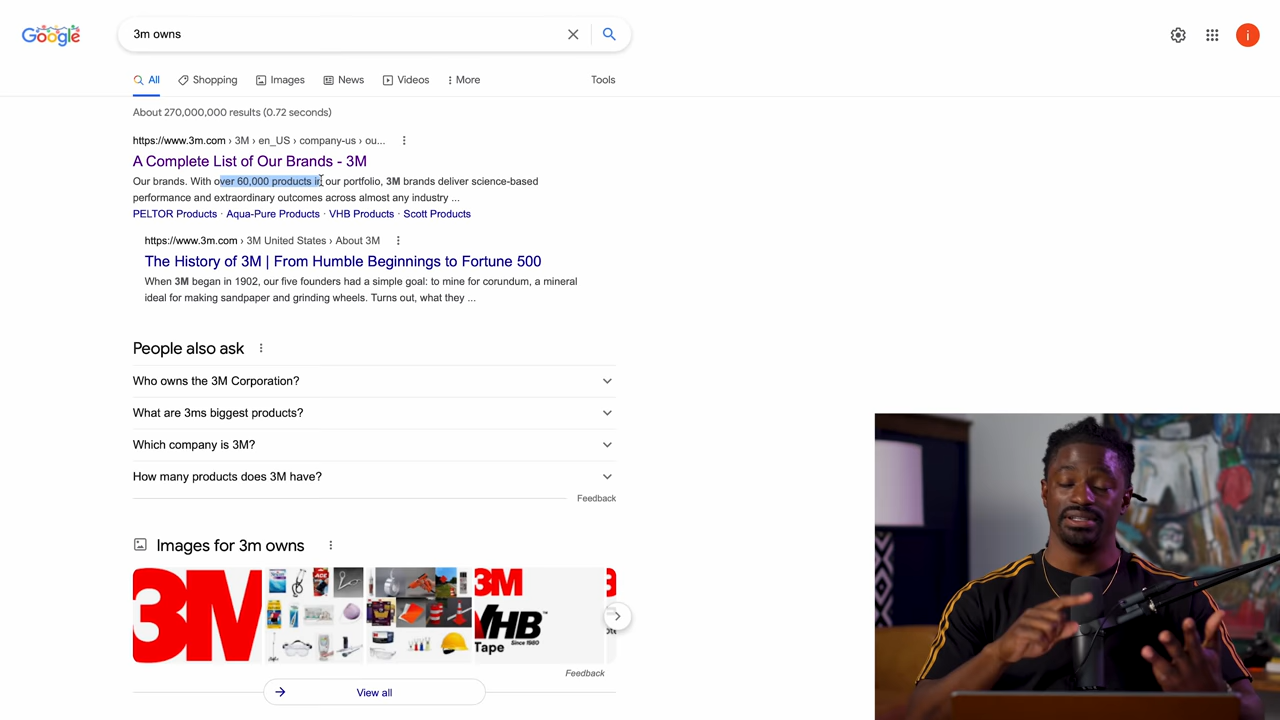 Google
3m owns
i
All
Shopping
Images
News
Videos
More
Tools
About 270,000,000 results (0.72 seconds)
https://www.3m.com › 3M › en_US › company-us › ou...
A Complete List of Our Brands - 3M
Our brands. With over 60,000 products in our portfolio, 3M brands deliver science-based
performance and extraordinary outcomes across almost any industry ...
PELTOR Products · Aqua-Pure Products · VHB Products · Scott Products
https://www.3m.com › 3M United States › About 3M
The History of 3M | From Humble Beginnings to Fortune 500
When 3M began in 1902, our five founders had a simple goal: to mine for corundum, a mineral
ideal for making sandpaper and grinding wheels. Turns out, what they ...
People also ask
Who owns the 3M Corporation?
What are 3ms biggest products?
Which company is 3M?
How many products does 3M have?
Feedback
Images for 3m owns
3M
ACE
3M
VHB™
Since 1980
Tape
Feedback
View all